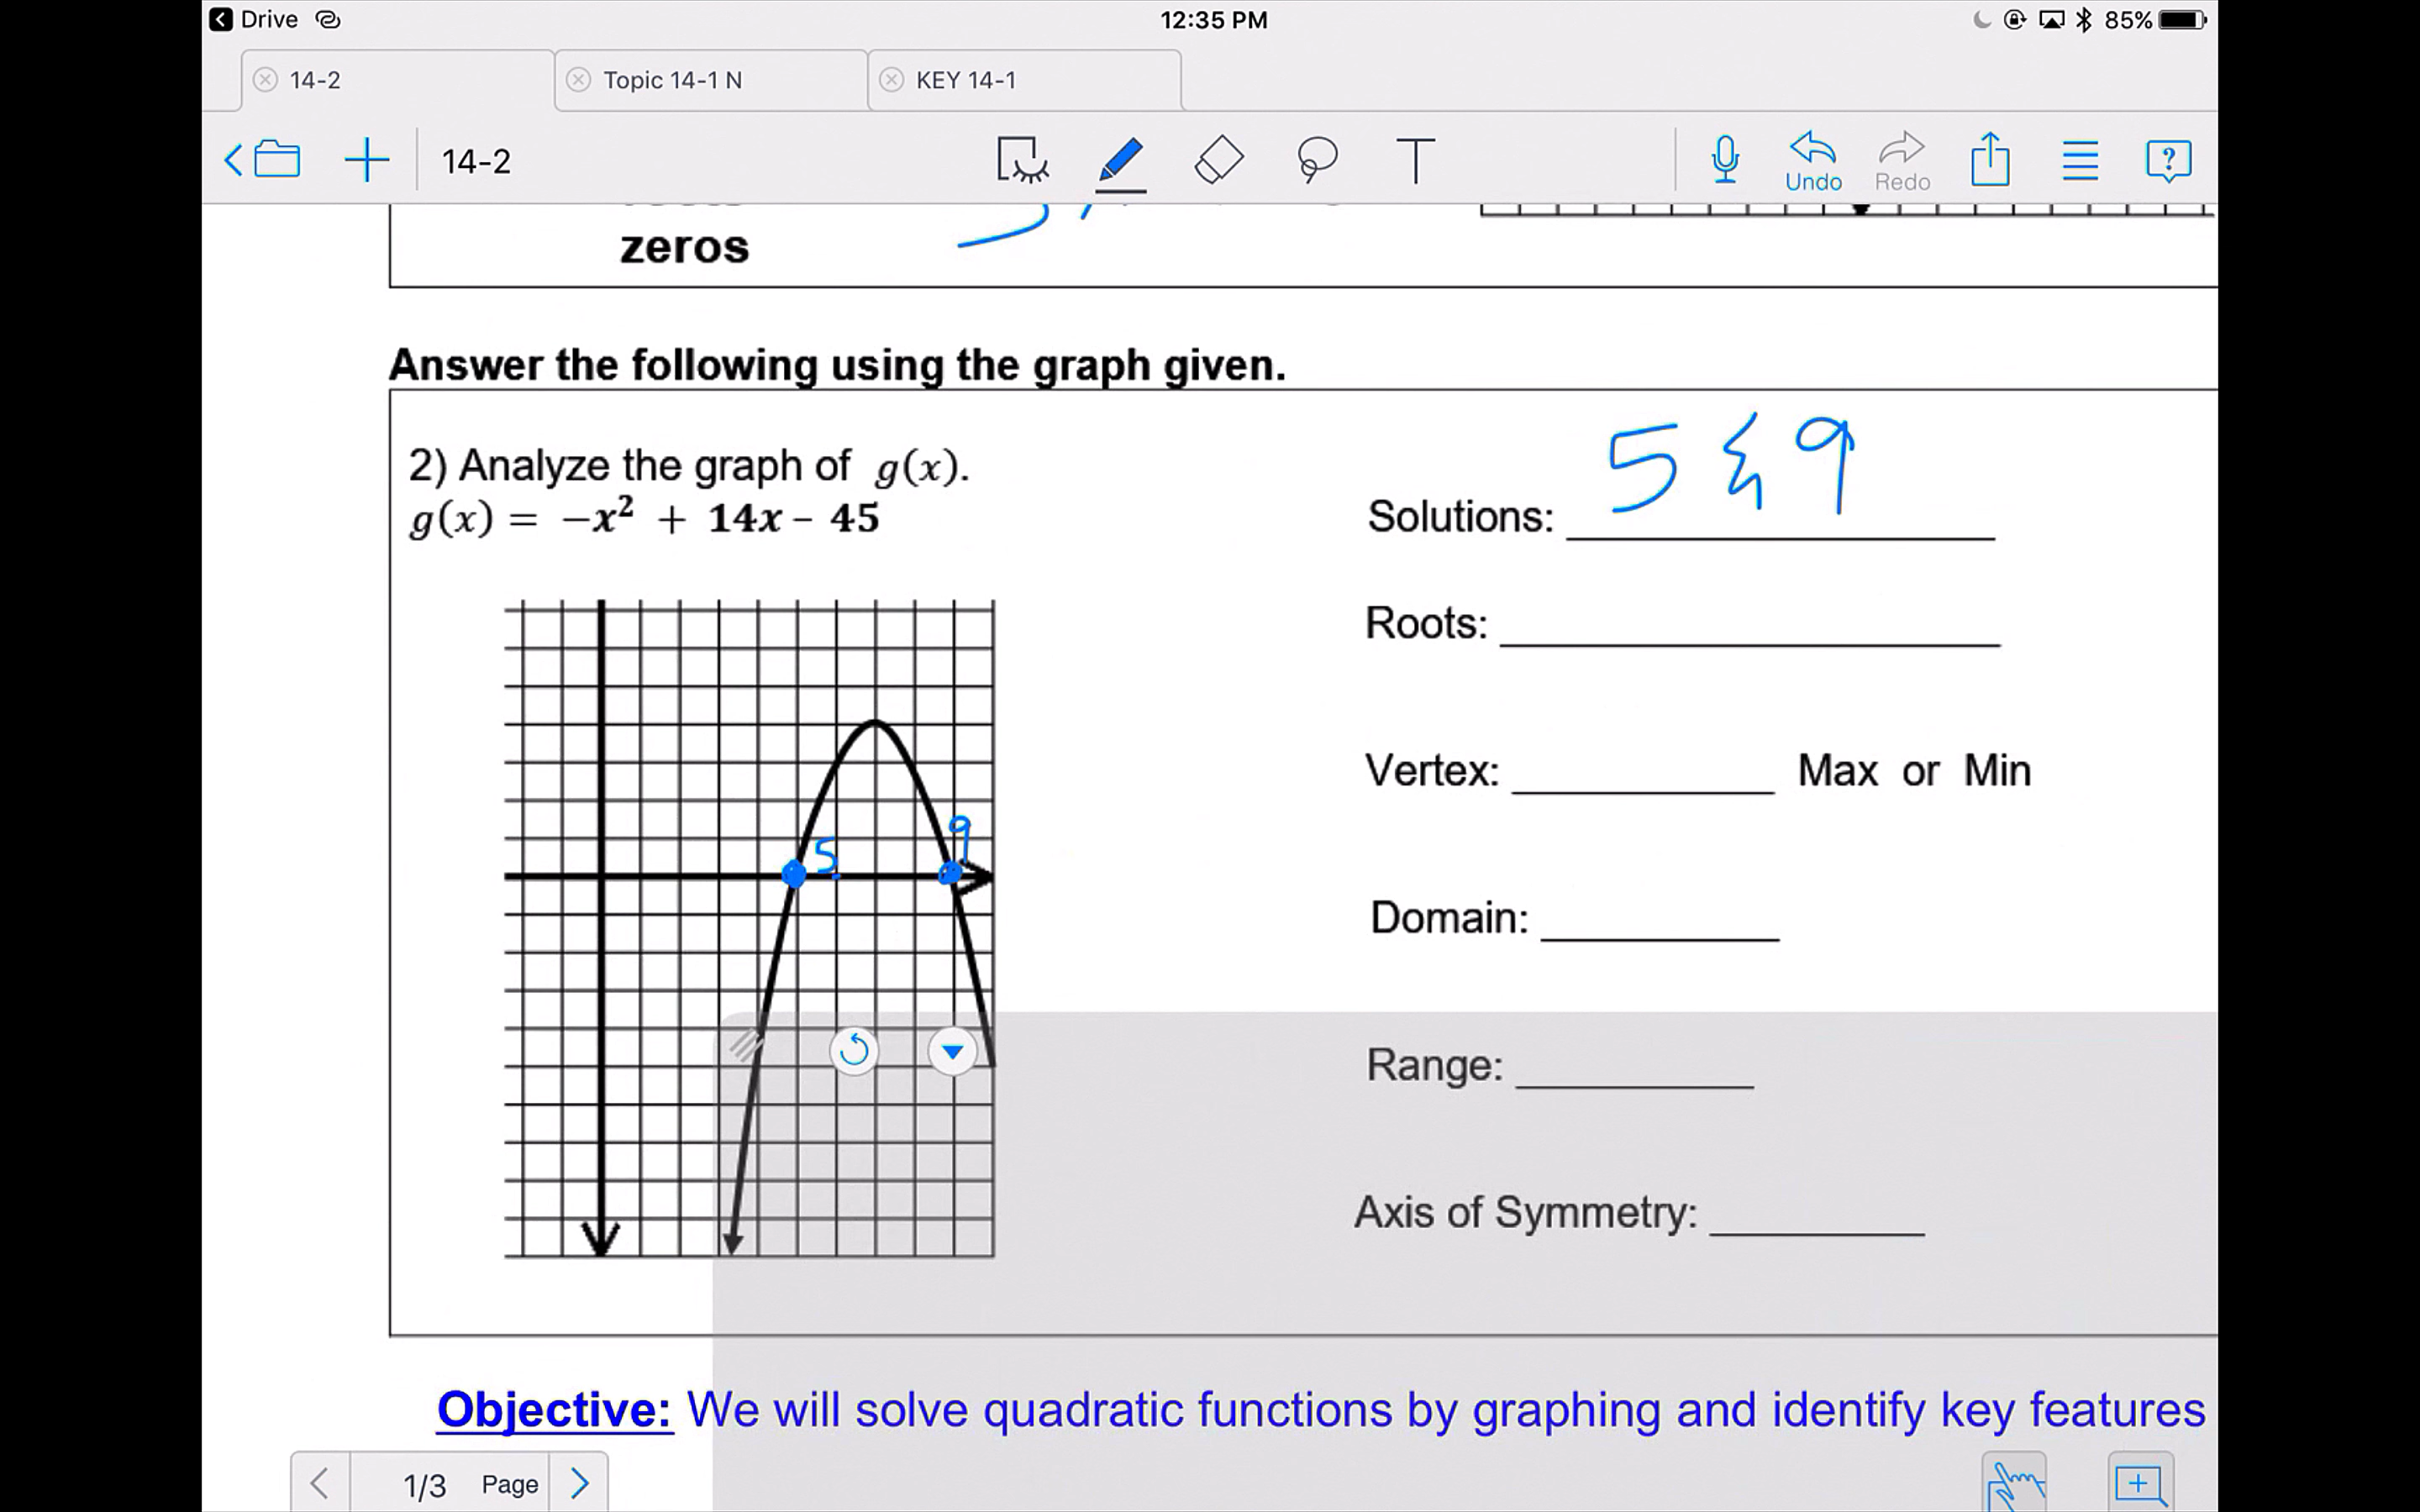 Drive 12:35 PM 85%
14-2 Topic 14-1 N KEY 14-1
14-2 T Undo Redo ?
zeros
Answer the following using the graph given.
2) Analyze the graph of g(x).
g(x) = −x² + 14x – 45
Solutions: 5 & 9
Roots:
Vertex: Max or Min
5 9
Domain:
Range:
Axis of Symmetry:
Objective: We will solve quadratic functions by graphing and identify key features
1/3 Page